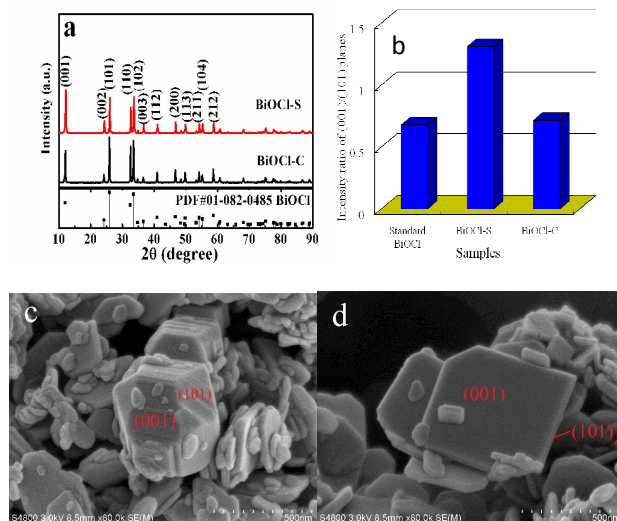 a
Intensity (a.u.)
(001)
(002)
(101)
(110)
(102)
(003)
(112)
(200)
(113)
(211)
(104)
(212)
BiOCl-S
BiOCl-C
PDF#01-082-0485 BiOCl
10 20 30 40 50 60 70 80 90
2θ (degree)
b
Intensity ratio of (001)/(101) planes
1.5
1
0.5
0
Standard BiOCl
BiOCl-S
BiOCl-C
Samples
c
(101)
(001)
S4800 3.0kV 8.5mm x60.0k SE(M)
500nm
d
(001)
(101)
S4800 3.0kV 8.5mm x60.0k SE(M)
500nm